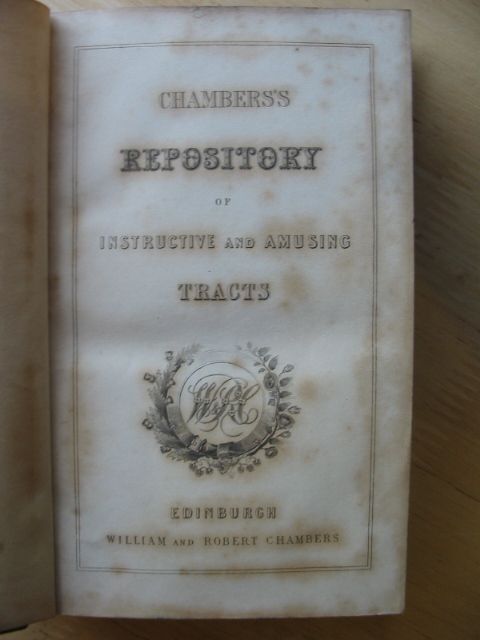 CHAMBERS'S
REPOSITORY
OF
INSTRUCTIVE AND AMUSING
TRACTS
W&RC
EDINBURGH
WILLIAM AND ROBERT CHAMBERS